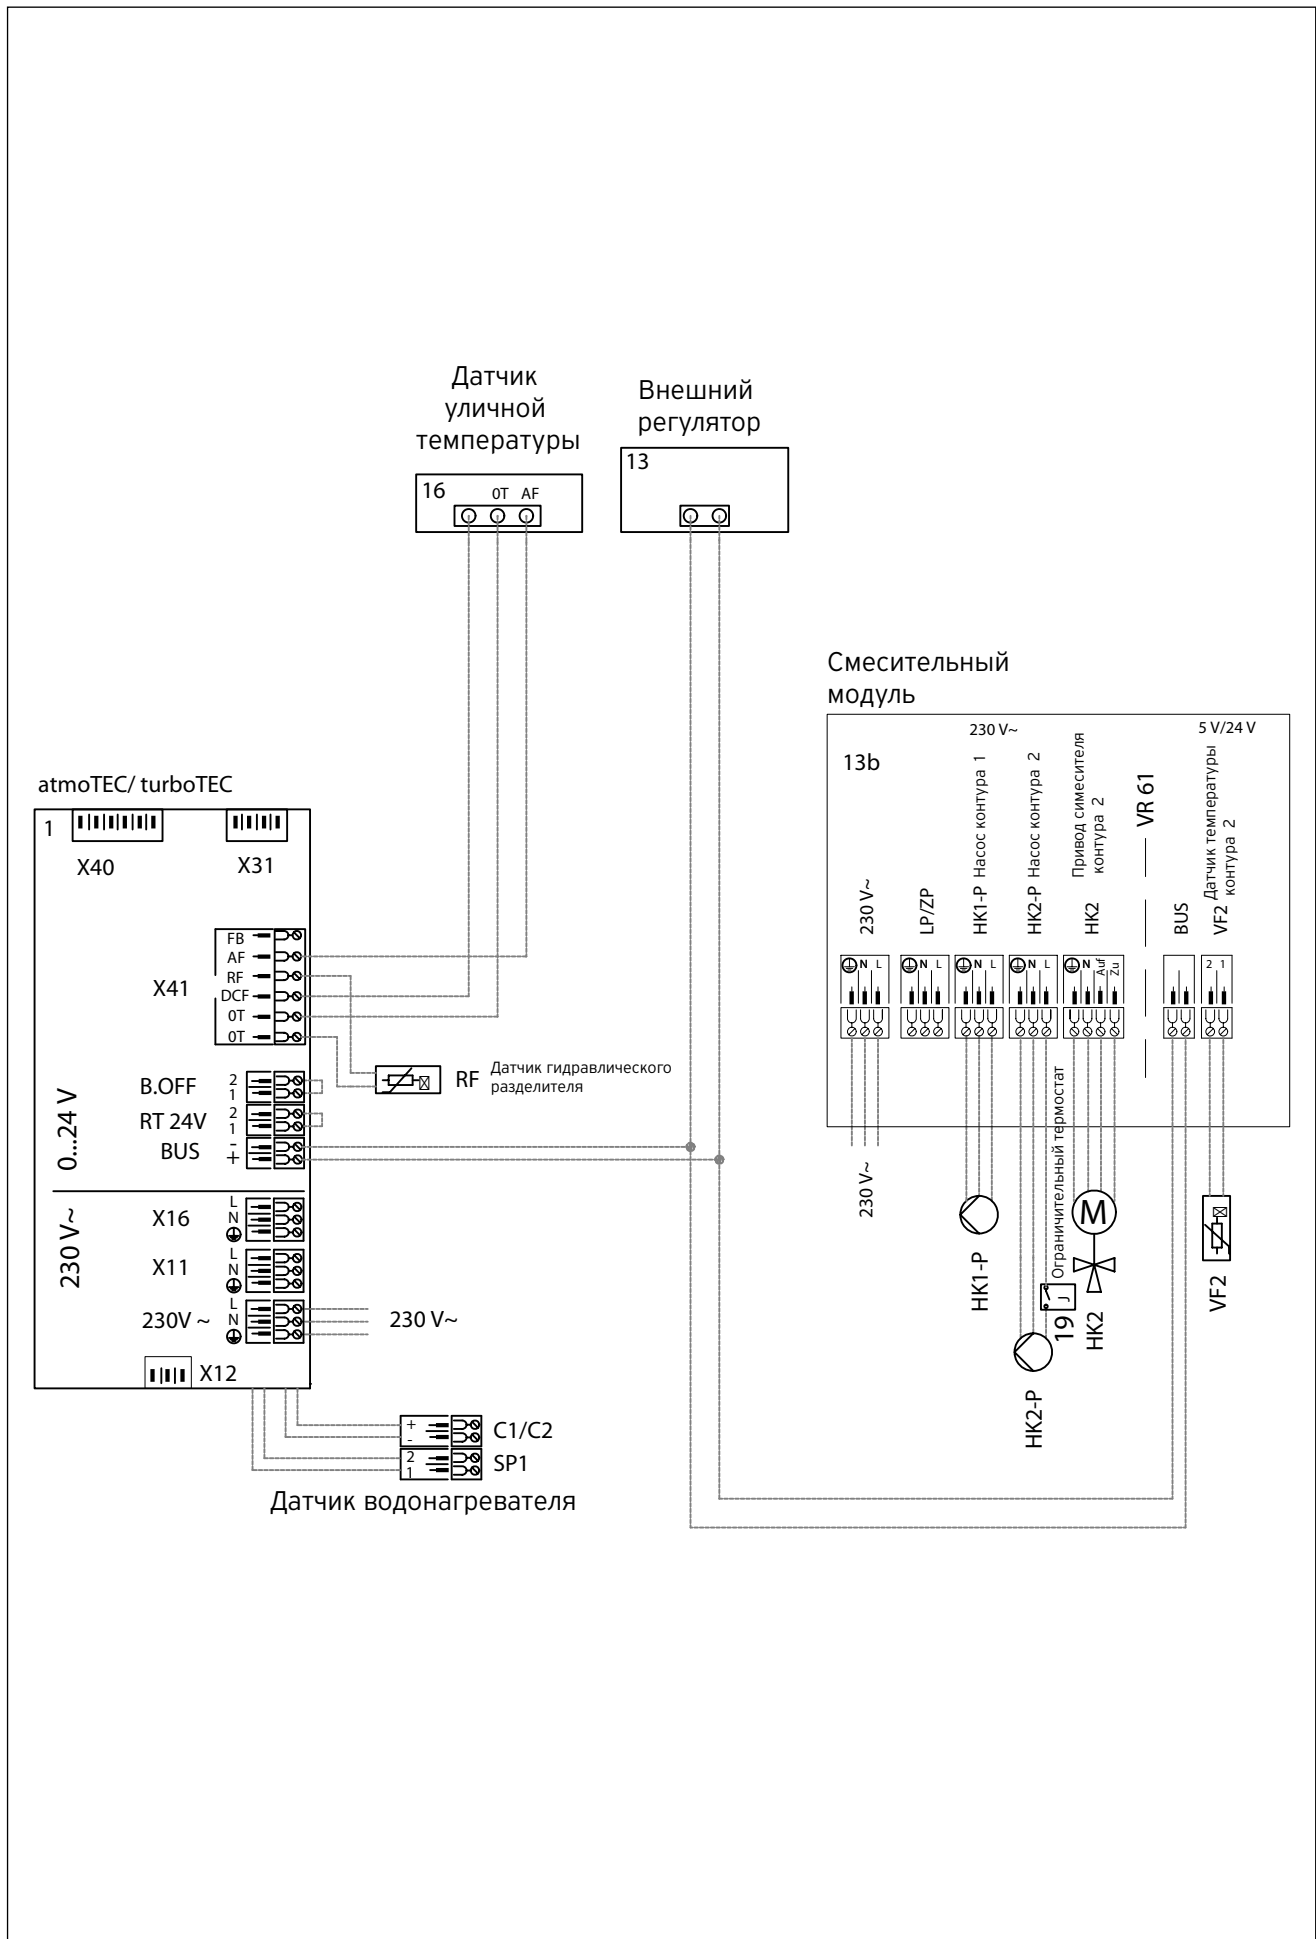 Датчик
уличной
температуры
Внешний
регулятор
16
0T AF
13
Смесительный
модуль
13b
230 V~
5 V/24 V
230 V~
LP/ZP
HK1-P Насос контура 1
HK2-P Насос контура 2
HK2
Привод симесителя
контура 2
VR 61
BUS
VF2 Датчик температуры
контура 2
N L
N L
N L
N L
N Auf Zu
2 1
atmoTEC/ turboTEC
1
X40
X31
X41
FB
AF
RF
DCF
0T
0T
RF Датчик гидравлического
разделителя
0...24 V
B.OFF
2
1
RT 24V
2
1
BUS
-
+
230 V~
X16
L
N
X11
L
N
230V ~
L
N
230 V~
X12
+
-
C1/C2
2
1
SP1
Датчик водонагревателя
230 V~
HK1-P
HK2-P
Ограничительный термостат
19
J
M
HK2
VF2